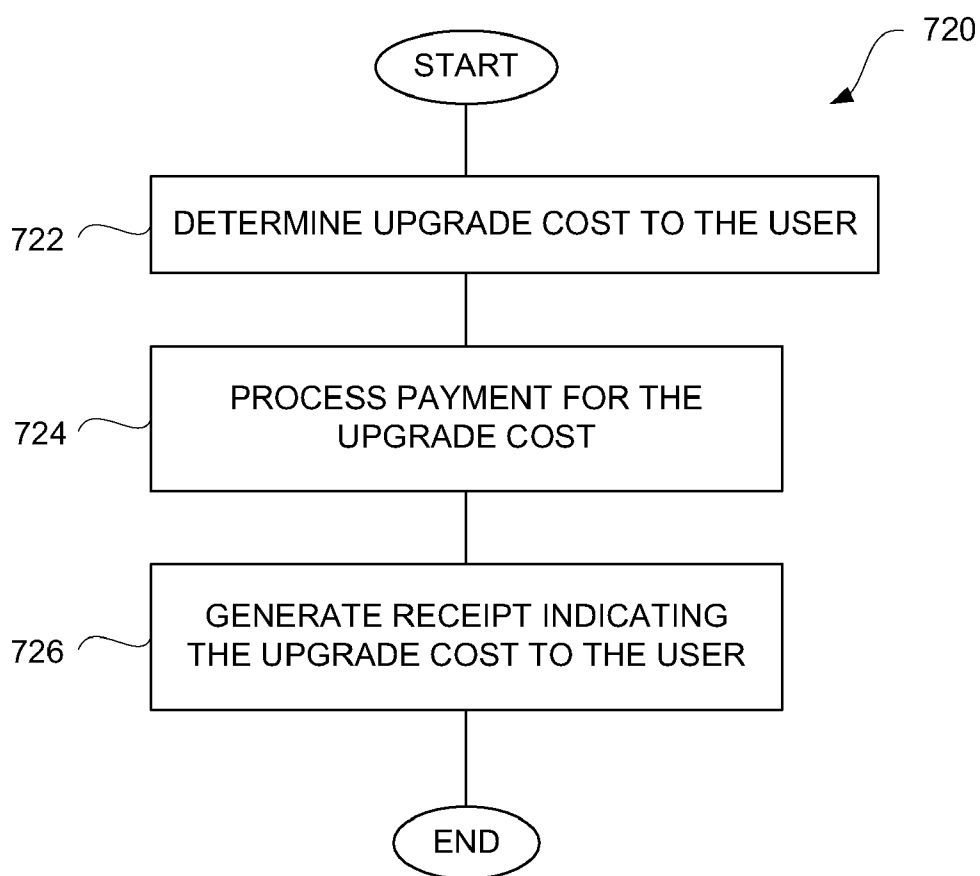 720
START
722
DETERMINE UPGRADE COST TO THE USER
724
PROCESS PAYMENT FOR THE
UPGRADE COST
726
GENERATE RECEIPT INDICATING
THE UPGRADE COST TO THE USER
END